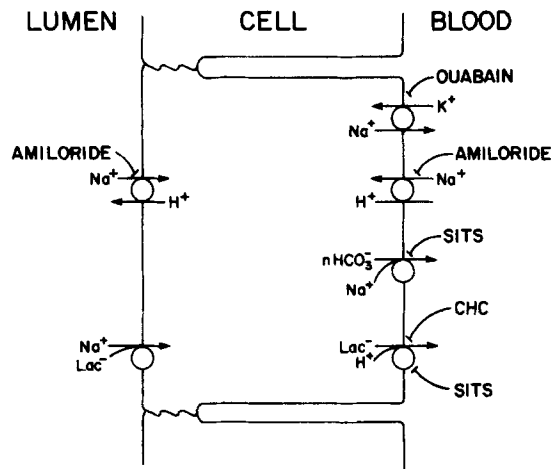 LUMEN CELL BLOOD
OUABAIN
K+
Na+
AMILORIDE
Na+
H+
AMILORIDE
Na+
H+
SITS
nHCO3-
Na+
Na+
Lac-
CHC
Lac-
H+
SITS